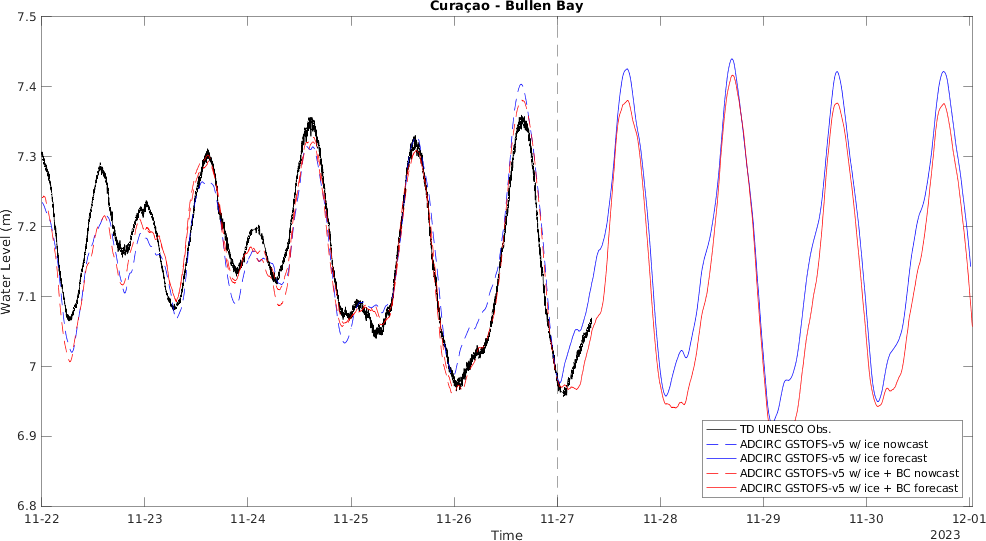 Curaçao - Bullen Bay
7.5
7.4
7.3
7.2
7.1
7
6.9
6.8
Water Level (m)
TD UNESCO Obs.
ADCIRC GSTOFS-v5 w/ ice nowcast
ADCIRC GSTOFS-v5 w/ ice forecast
ADCIRC GSTOFS-v5 w/ ice + BC nowcast
ADCIRC GSTOFS-v5 w/ ice + BC forecast
11-22 11-23 11-24 11-25 11-26 11-27 11-28 11-29 11-30 12-01
Time
2023